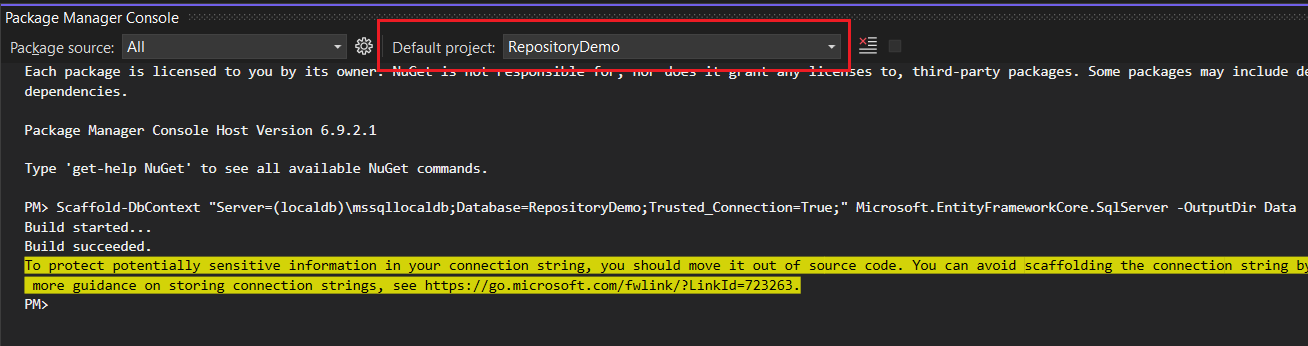 Package Manager Console
Package source: All Default project: RepositoryDemo
Each package is licensed to you by its owner. NuGet is not responsible for, nor does it grant any licenses to, third-party packages. Some packages may include de
dependencies.
Package Manager Console Host Version 6.9.2.1
Type 'get-help NuGet' to see all available NuGet commands.
PM> Scaffold-DbContext "Server=(localdb)\mssqllocaldb;Database=RepositoryDemo;Trusted_Connection=True;" Microsoft.EntityFrameworkCore.SqlServer -OutputDir Data
Build started...
Build succeeded.
To protect potentially sensitive information in your connection string, you should move it out of source code. You can avoid scaffolding the connection string by
more guidance on storing connection strings, see https://go.microsoft.com/fwlink/?LinkId=723263.
PM>